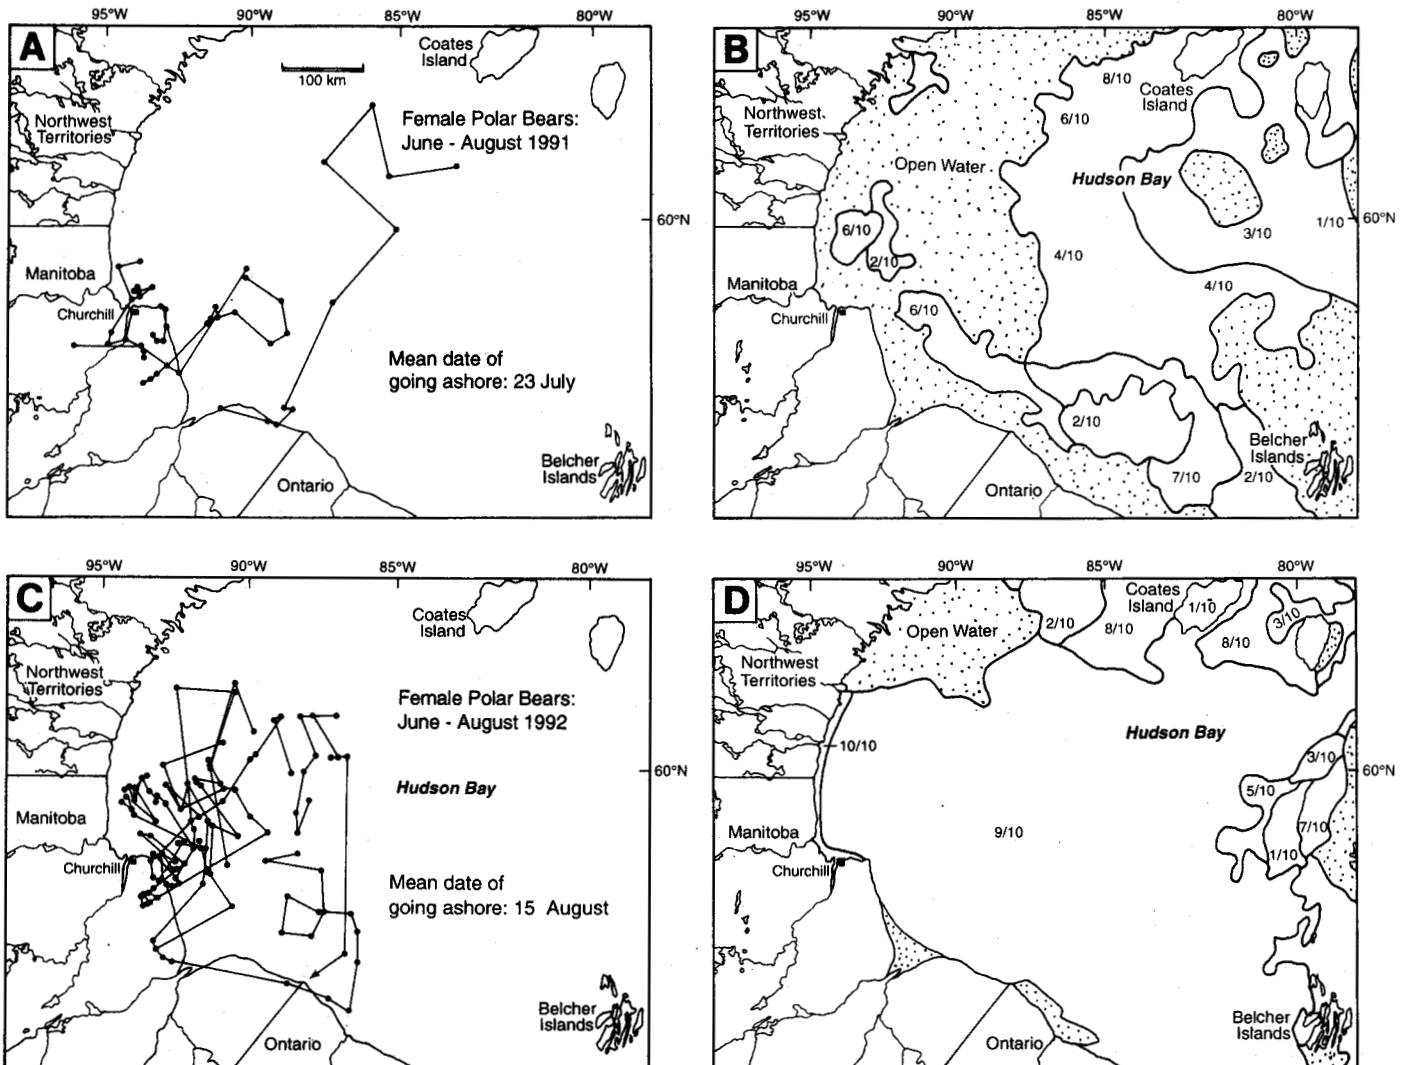 95°W 90°W 85°W 80°W
A
Coates
Island
100 km
Northwest
Territories
Female Polar Bears:
June - August 1991
60°N
Manitoba
Churchill
Mean date of
going ashore: 23 July
Belcher
Islands
Ontario
95°W 90°W 85°W 80°W
B
8/10
Coates
Island
6/10
Northwest
Territories
Open Water
Hudson Bay
60°N
1/10
3/10
6/10
2/10
4/10
4/10
Manitoba
6/10
Churchill
2/10
Belcher
Islands
7/10
2/10
Ontario
95°W 90°W 85°W 80°W
C
Coates
Island
Northwest
Territories
Female Polar Bears:
June - August 1992
60°N
Hudson Bay
Manitoba
Churchill
Mean date of
going ashore: 15 August
Belcher
Islands
Ontario
95°W 90°W 85°W 80°W
D
Coates
Island
1/10
2/10
8/10
3/10
8/10
Open Water
Northwest
Territories
Hudson Bay
10/10
3/10
60°N
5/10
7/10
9/10
Manitoba
1/10
Churchill
Belcher
Islands
Ontario